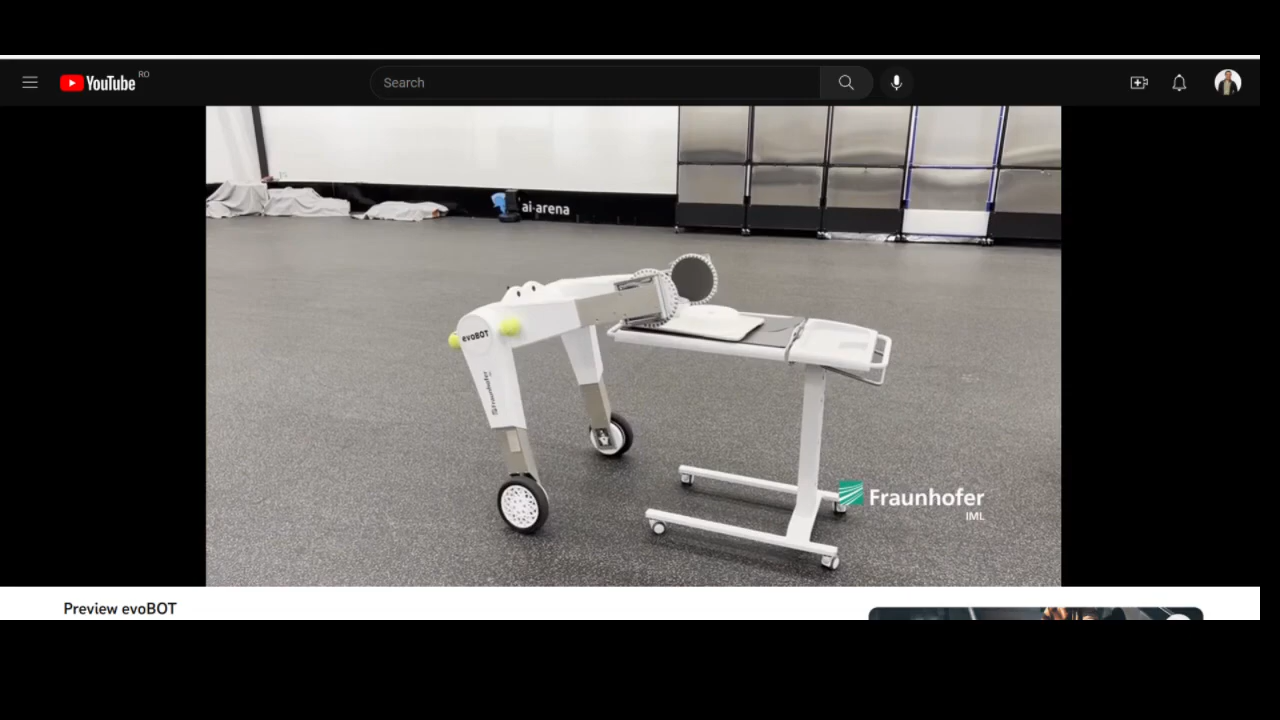 YouTube RO
Search
ai·arena
evoBOT
Fraunhofer
Fraunhofer
IML
Preview evoBOT